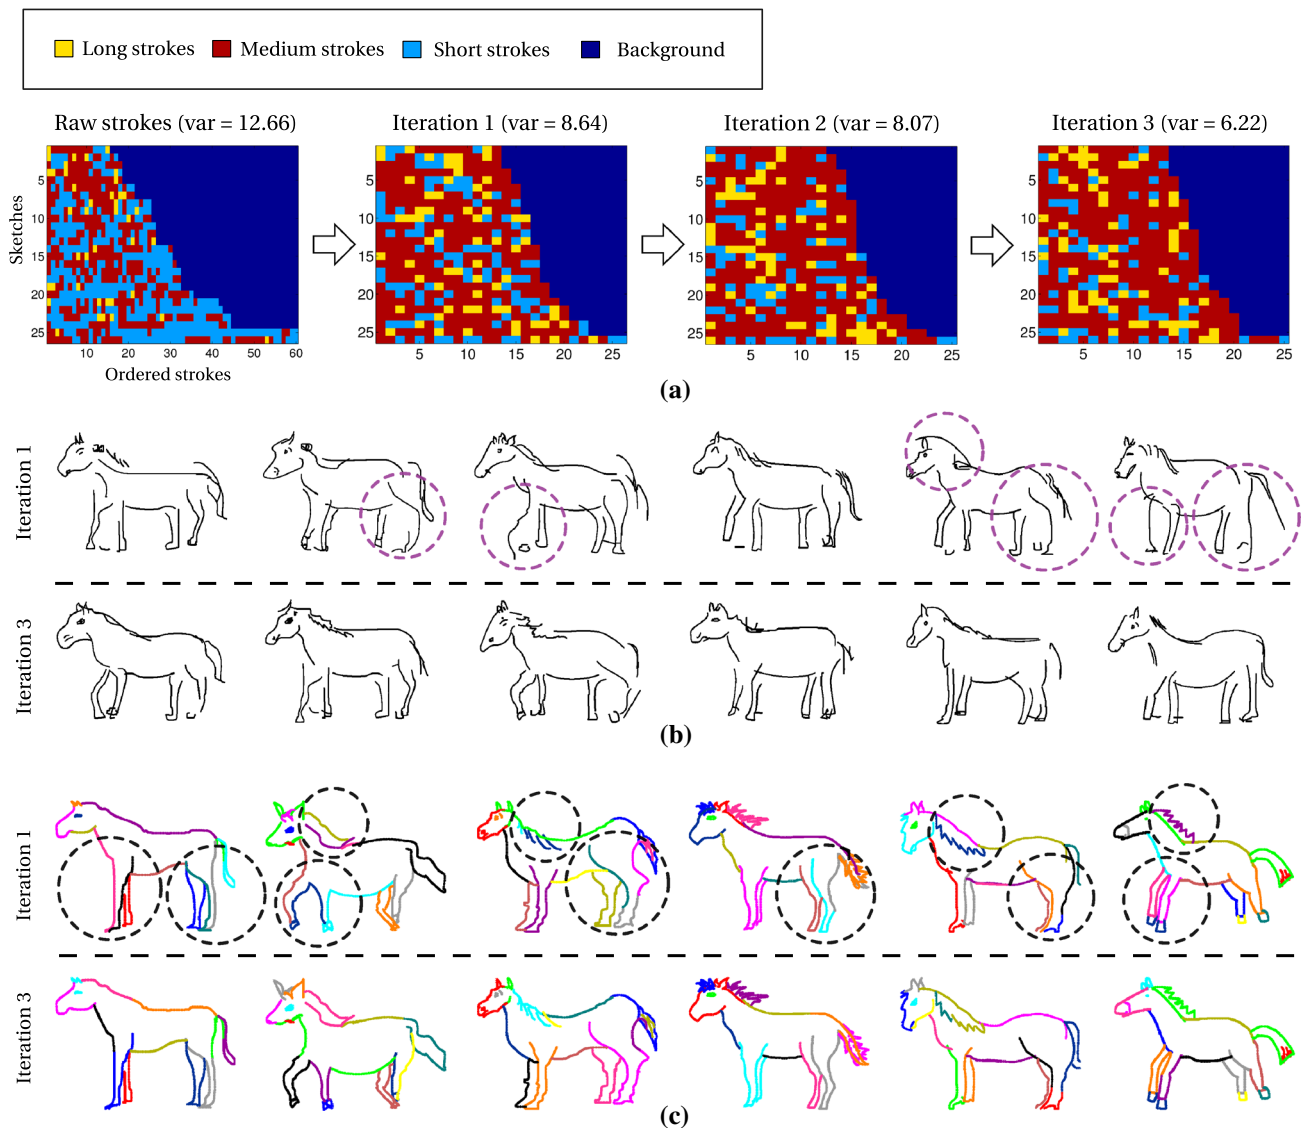 Long strokes Medium strokes Short strokes Background
Raw strokes (var = 12.66) Iteration 1 (var = 8.64) Iteration 2 (var = 8.07) Iteration 3 (var = 6.22)
Sketches
5 10 15 20 25
10 20 30 40 50 60
Ordered strokes
5 10 15 20 25
5 10 15 20 25
5 10 15 20 25
5 10 15 20 25
5 10 15 20 25
5 10 15 20 25
(a)
Iteration 1
Iteration 3
(b)
Iteration 1
Iteration 3
(c)